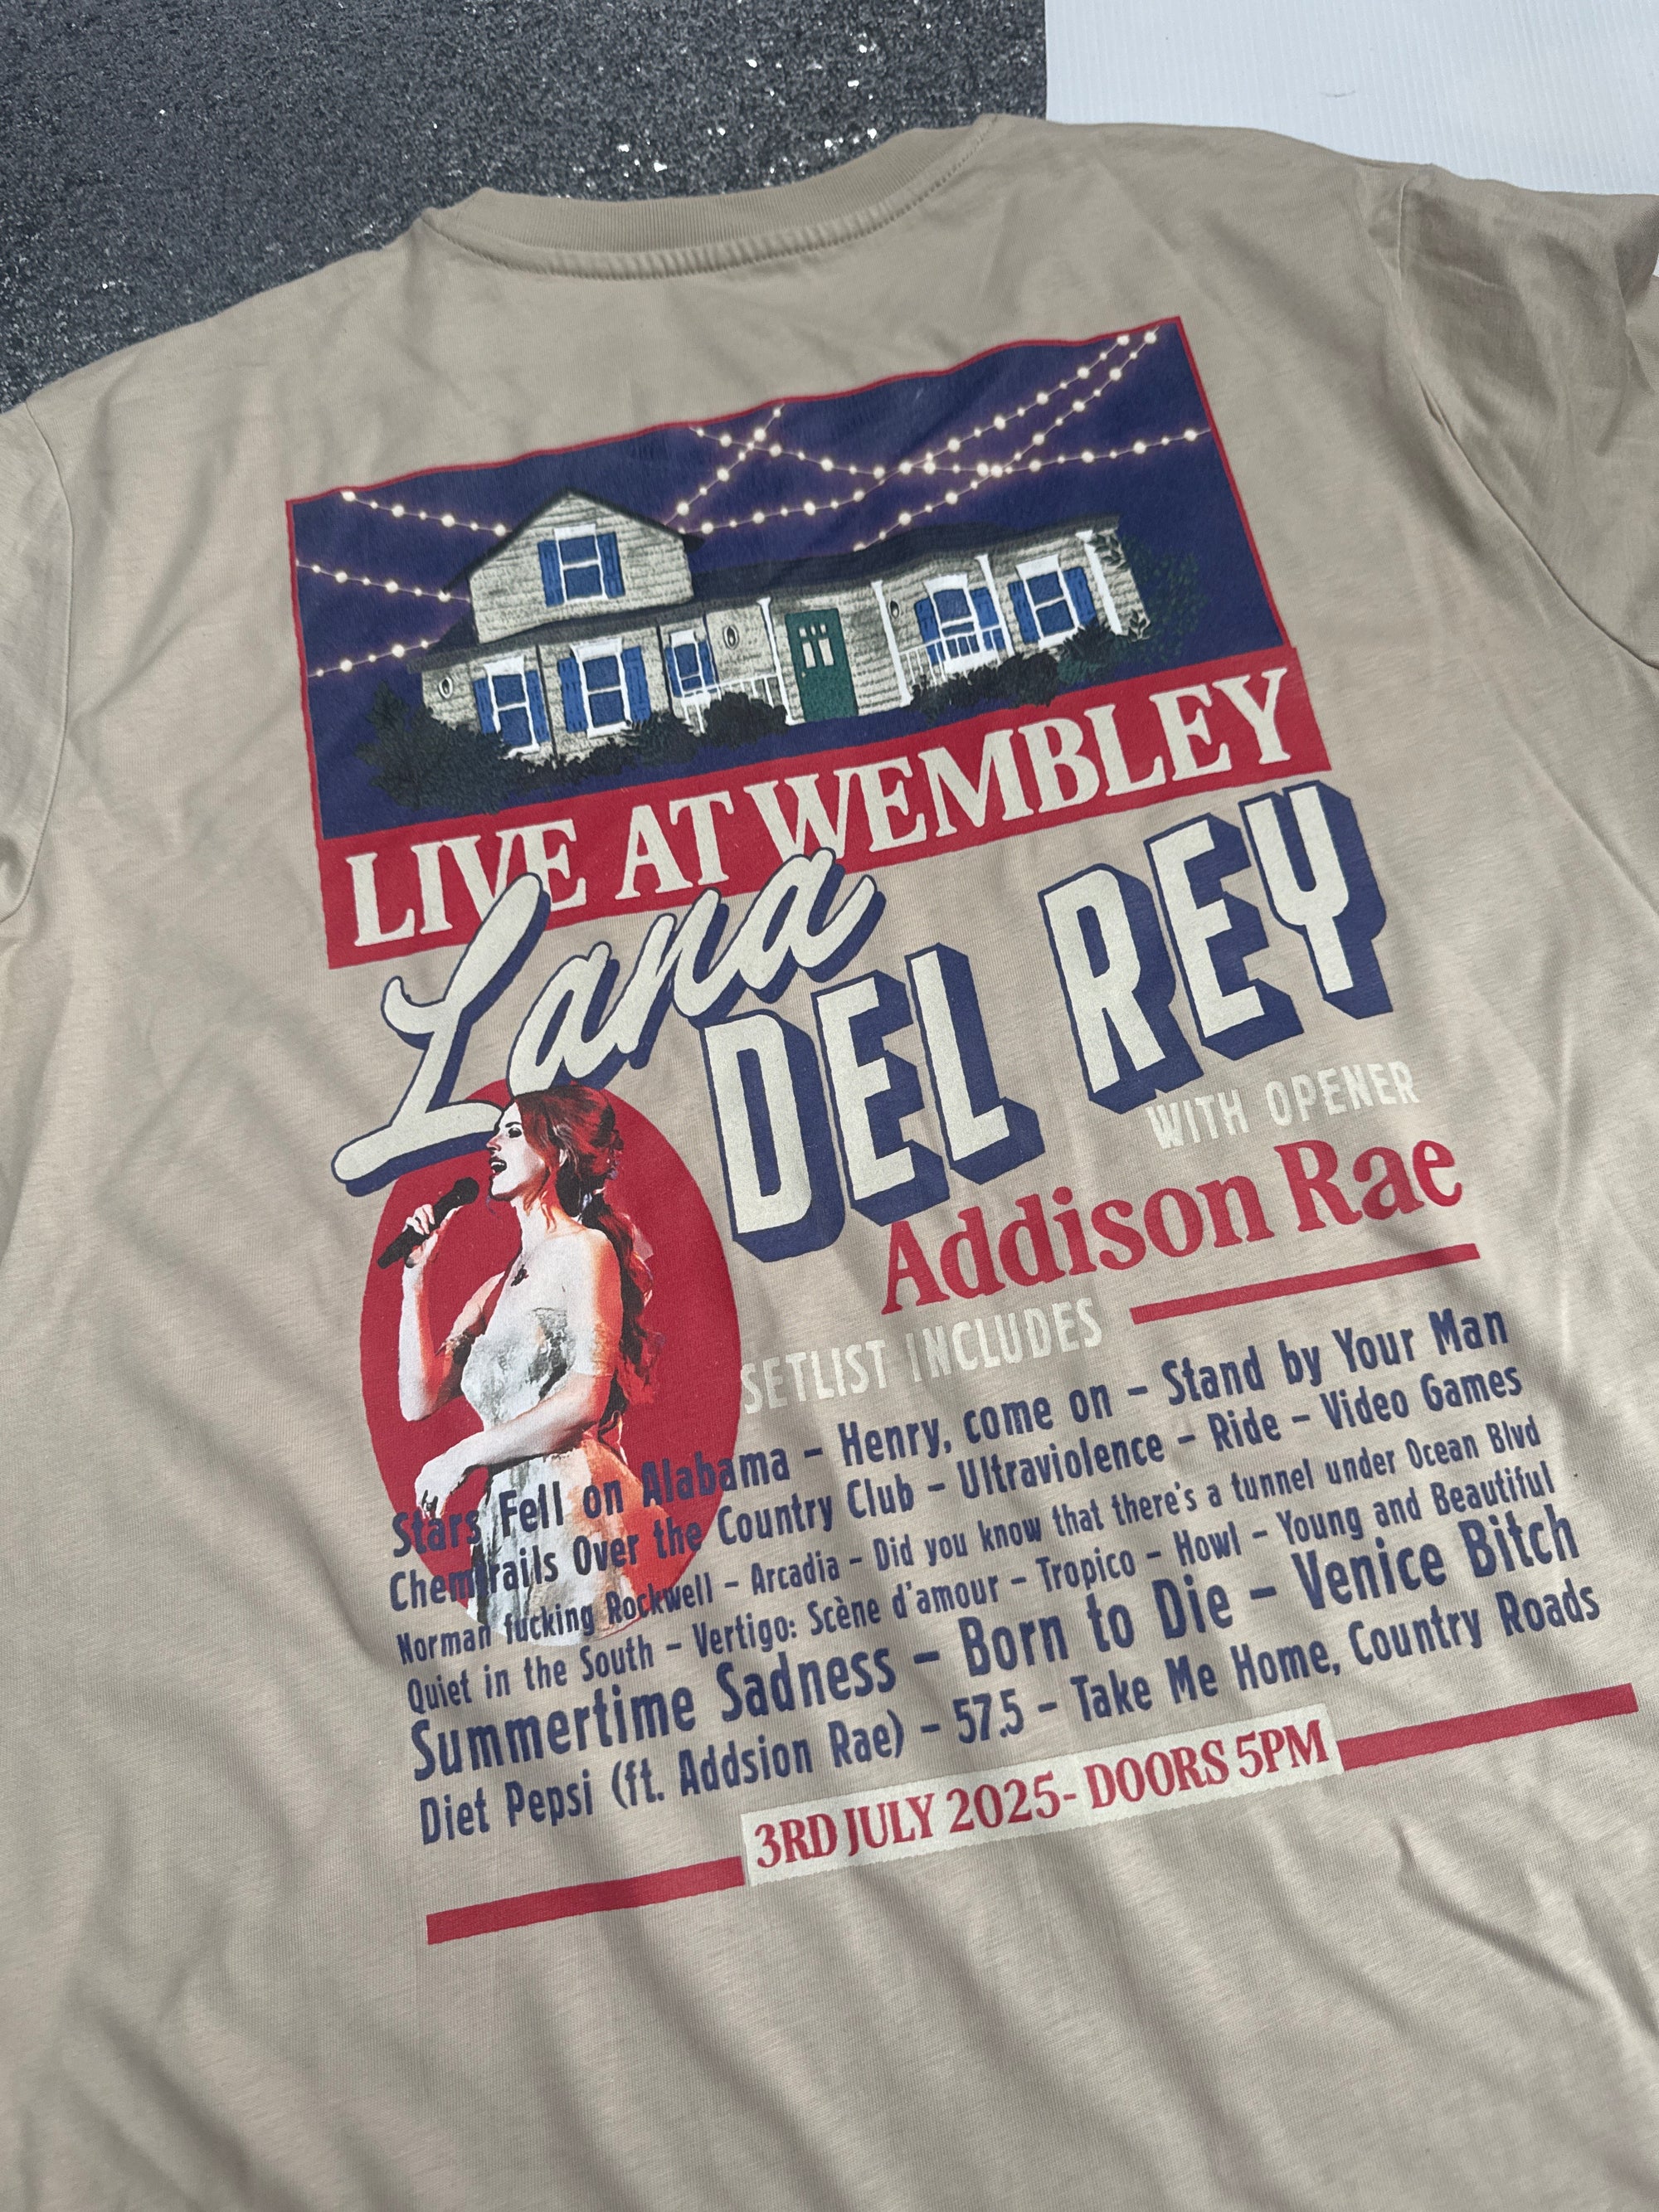 LIVE AT WEMBLEY
Lana
DEL REY
WITH OPENER
Addison Rae
SETLIST INCLUDES
Stars Fell on Alabama – Henry, come on – Stand by Your Man
Chemtrails Over the Country Club – Ultraviolence – Ride – Video Games
Norman fucking Rockwell – Arcadia – Did you know that there's a tunnel under Ocean Blvd
Quiet in the South – Vertigo: Scène d'amour – Tropico – Howl – Young and Beautiful
Summertime Sadness – Born to Die – Venice Bitch
Diet Pepsi (ft. Addsion Rae) – 57.5 – Take Me Home, Country Roads
3RD JULY 2025- DOORS 5PM